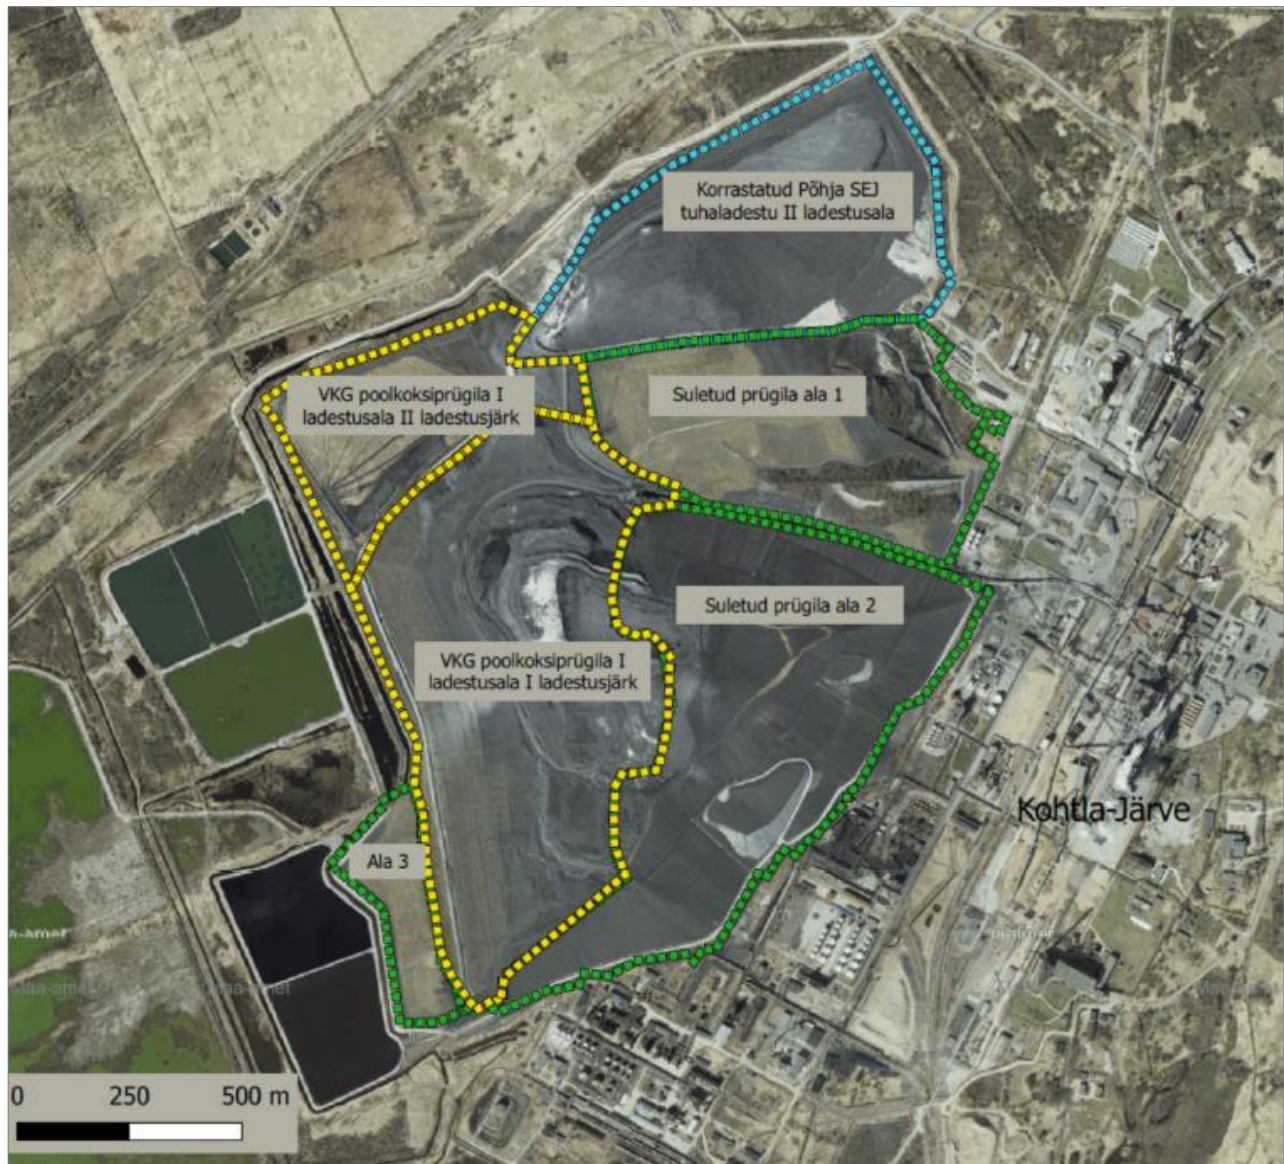 Korrastatud Põhja SEJ
tuhaladestu II ladestusala
VKG poolkoksiprügila I
ladestusala II ladestusjärk
Suletud prügila ala 1
Suletud prügila ala 2
VKG poolkoksiprügila I
ladestusala I ladestusjärk
Kohtla-Järve
Ala 3
0 250 500 m